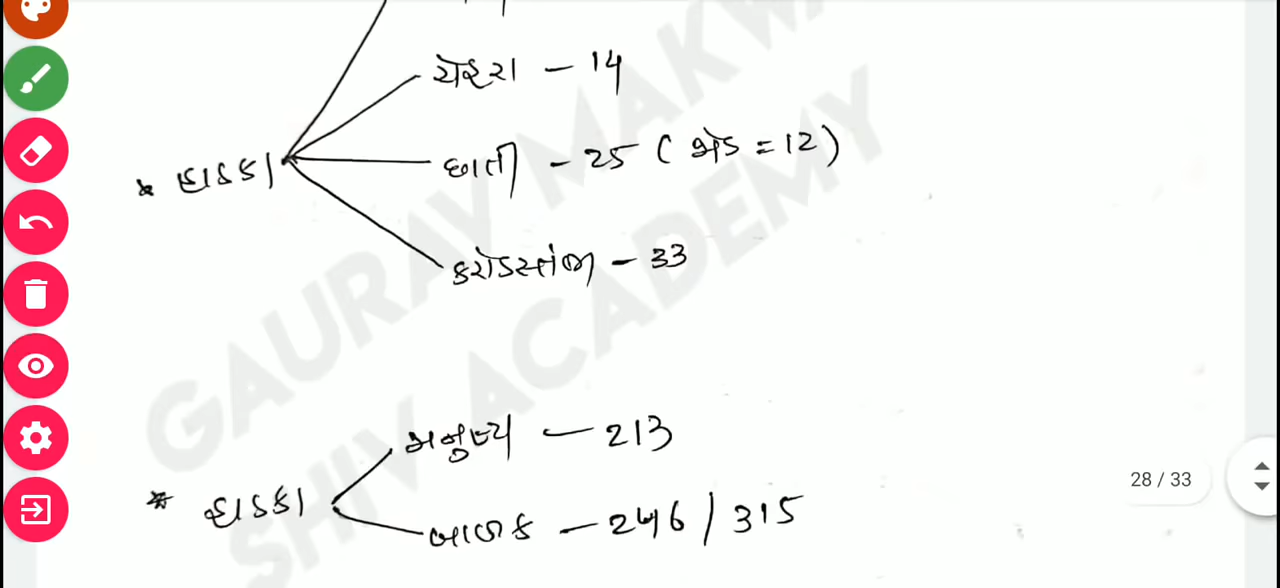 ચેહરા - 14
* હાડકા
છાતી - 25 ( જોડ = 12 )
કરોડસ્તંભ - 33
મનુષ્ય - 213
* હાડકા
બાળક - 246 / 315
28 / 33
GAURAV MAKW
SHIV ACADEMY